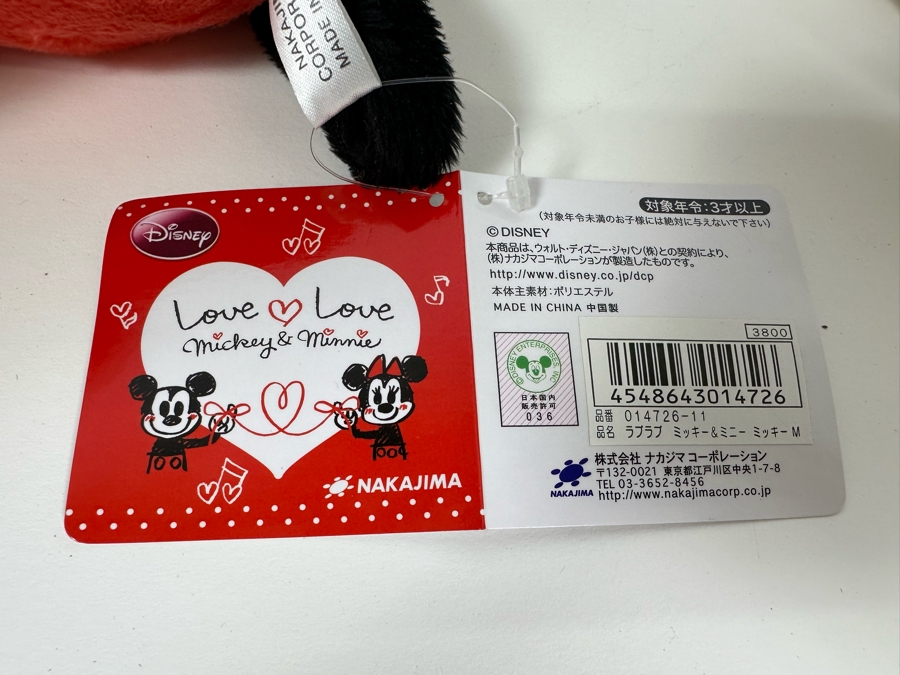 NAKAJIM
CORPOR
MADE IN
DISNEY
Love Love
Mickey & Minnie
NAKAJIMA
対象年令:3才以上
(対象年令未満のお子様には絶対に与えないで下さい)
©DISNEY
本商品は、ウォルト・ディズニー・ジャパン(株)との契約により、
(株)ナカジマコーポレーションが製造したものです。
http://www.disney.co.jp/dcp
本体主素材:ポリエステル
MADE IN CHINA 中国製
©DISNEY ENTERPRISES, INC
日本国内
販売許可
036
3800
4548643014726
品番 014726-11
品名 ラブラブ ミッキー&ミニー ミッキーM
NAKAJIMA
株式会社 ナカジマコーポレーション
〒132-0021 東京都江戸川区中央1-7-8
TEL 03-3652-8456
http://www.nakajimacorp.co.jp